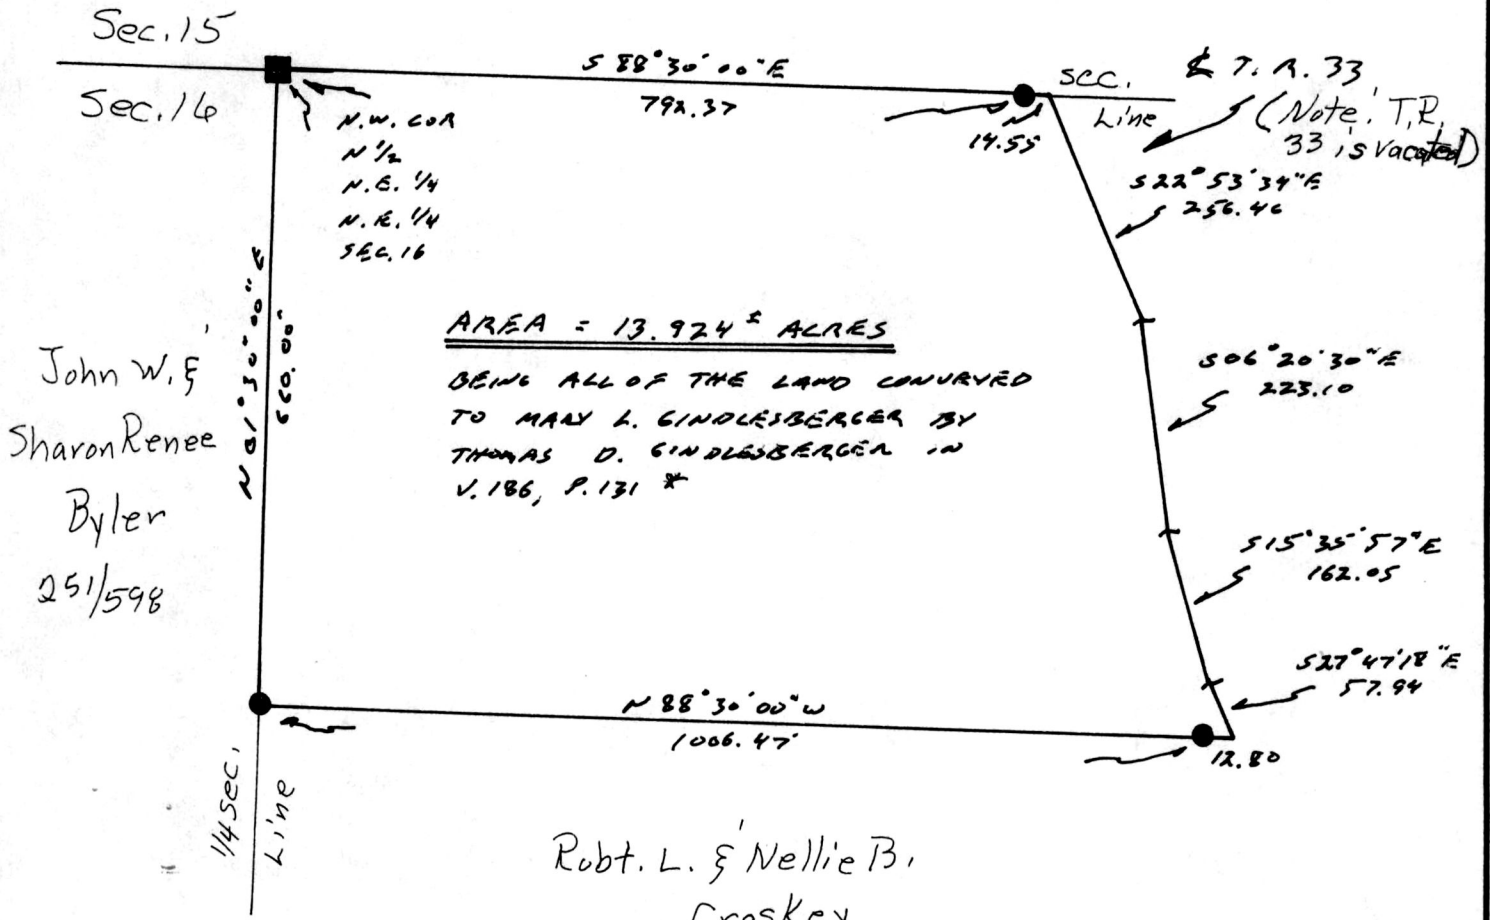 Sec. 15
Sec. 16
S 88° 30' 00" E
792.37
14.55
SEC.
Line
℄ T. R. 33
(Note: T.R.
33 is vacated)
N.W. COR
N 1/2
N.E. 1/4
N.E. 1/4
SEC. 16
S 22° 53' 34" E
256.46
N 01° 30' 00" E
660.00'
AREA = 13.924 ± ACRES
BEING ALL OF THE LAND CONVEYED
TO MARY L. GINDLESBERGER BY
THOMAS D. GINDLESBERGER IN
V. 186, P. 131 *
John W. &
Sharon Renee
Byler
251/598
S 06° 20' 30" E
223.10
S 15° 35' 57" E
162.05
S 27° 47' 18" E
57.94
N 88° 30' 00" W
1006.47'
12.80
1/4 Sec.
Line
Robt. L. & Nellie B.
Croskey